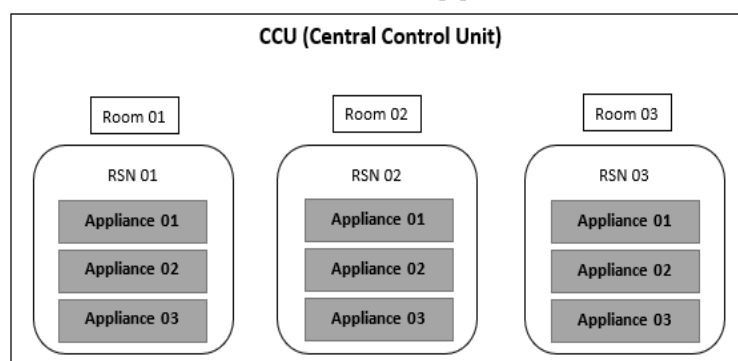 CCU (Central Control Unit)
Room 01
Room 02
Room 03
RSN 01
RSN 02
RSN 03
Appliance 01
Appliance 01
Appliance 01
Appliance 02
Appliance 02
Appliance 02
Appliance 03
Appliance 03
Appliance 03